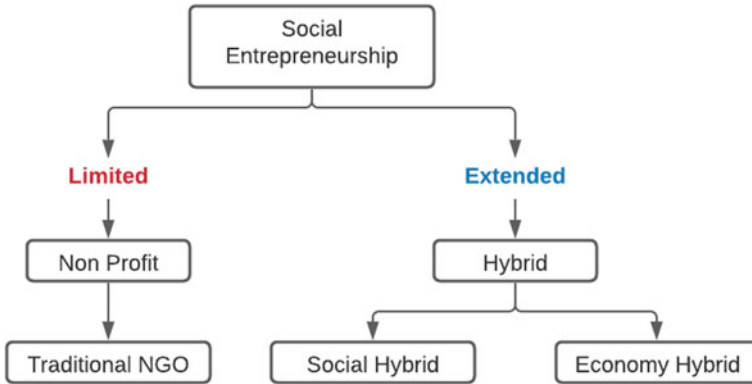 Social
Entrepreneurship
Limited
Extended
Non Profit
Hybrid
Traditional NGO
Social Hybrid
Economy Hybrid